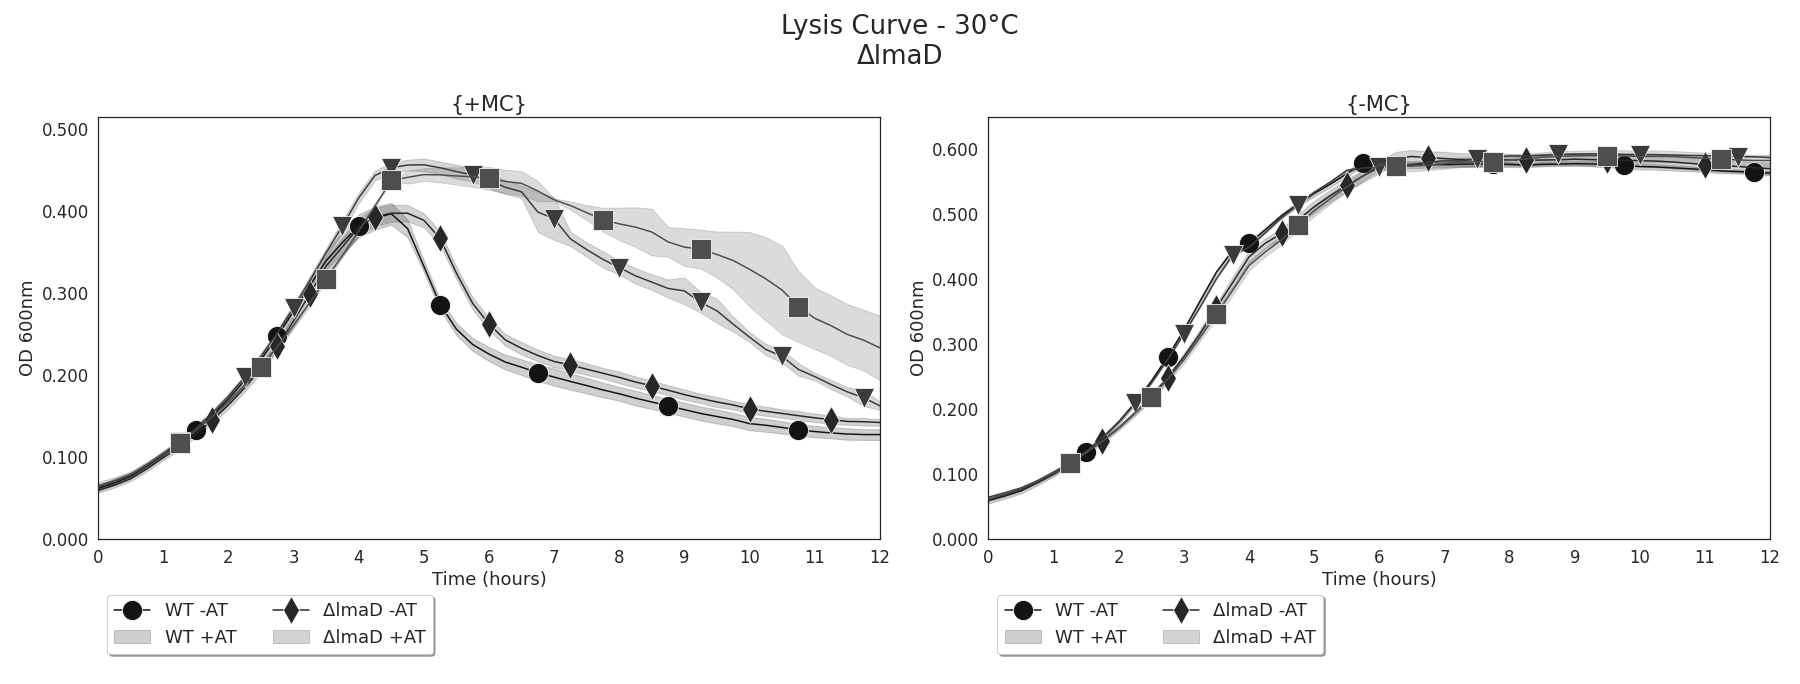 Lysis Curve - 30°C
ΔlmaD
{+MC}
0.500
0.400
0.300
0.200
0.100
0.000
OD 600nm
0 1 2 3 4 5 6 7 8 9 10 11 12
Time (hours)
WT -AT
ΔlmaD -AT
WT +AT
ΔlmaD +AT
{-MC}
0.600
0.500
0.400
0.300
0.200
0.100
0.000
OD 600nm
0 1 2 3 4 5 6 7 8 9 10 11 12
Time (hours)
WT -AT
ΔlmaD -AT
WT +AT
ΔlmaD +AT